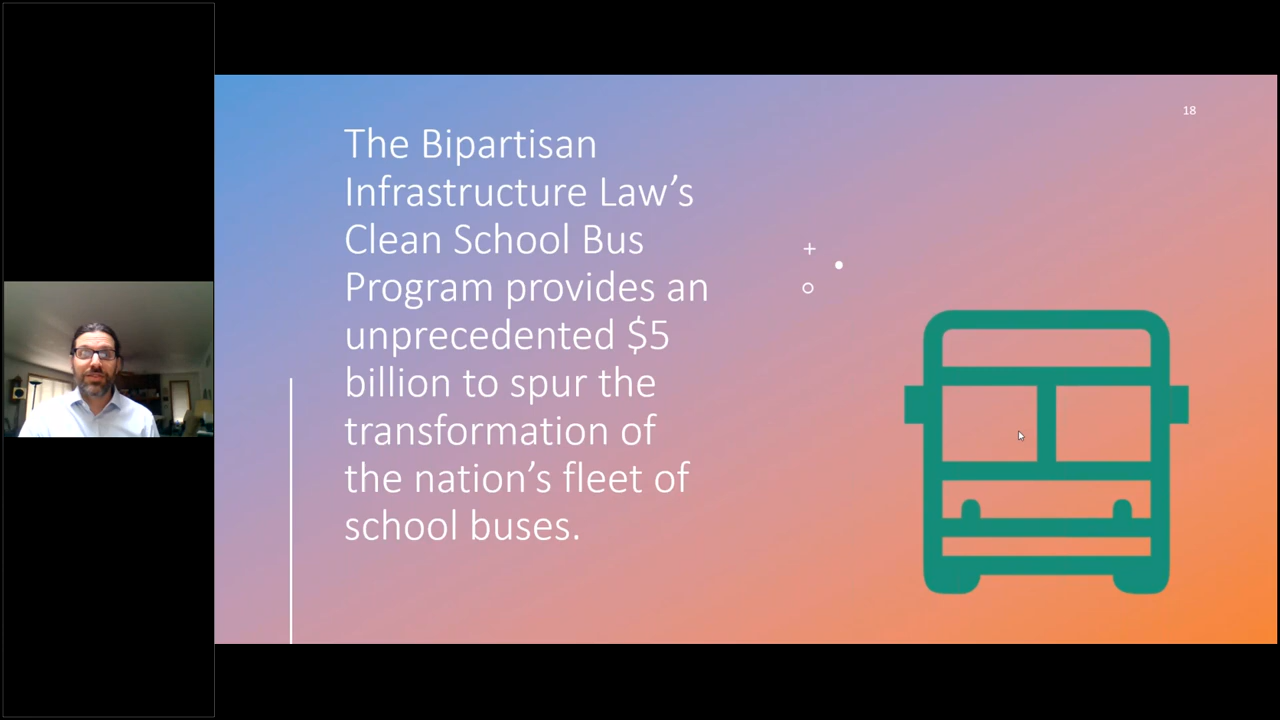 18
The Bipartisan
Infrastructure Law’s
Clean School Bus
Program provides an
unprecedented $5
billion to spur the
transformation of
the nation’s fleet of
school buses.